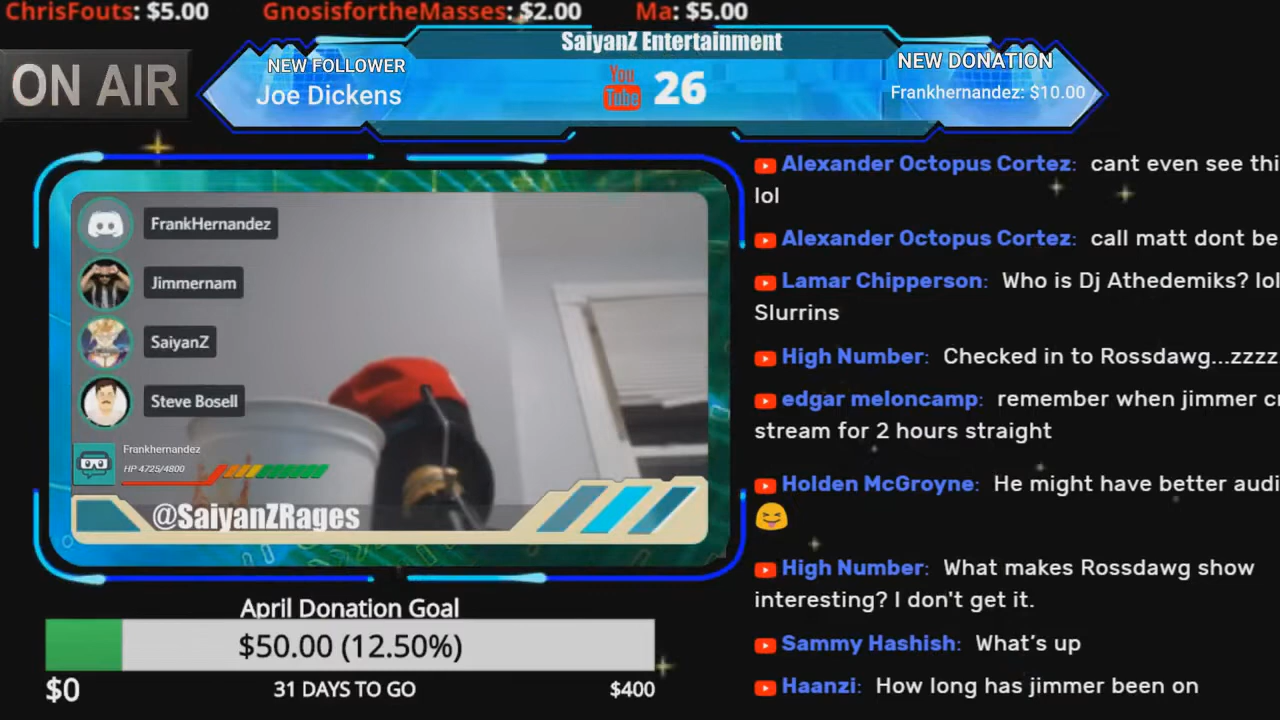 ChrisFouts: $5.00 GnosisfortheMasses: $2.00 Ma: $5.00
SaiyanZ Entertainment
ON AIR
NEW FOLLOWER
Joe Dickens
You Tube 26
NEW DONATION
Frankhernandez: $10.00
FrankHernandez
Jimmernam
SaiyanZ
Steve Bosell
Frankhernandez
HP 4725/4800
@SaiyanZRages
April Donation Goal
$50.00 (12.50%)
$0 31 DAYS TO GO $400
Alexander Octopus Cortez: cant even see thi
lol
Alexander Octopus Cortez: call matt dont be
Lamar Chipperson: Who is Dj Athedemiks? lol
Slurrins
High Number: Checked in to Rossdawg...zzzz
edgar meloncamp: remember when jimmer cr
stream for 2 hours straight
Holden McGroyne: He might have better audi
😝
High Number: What makes Rossdawg show
interesting? I don't get it.
Sammy Hashish: What’s up
Haanzi: How long has jimmer been on